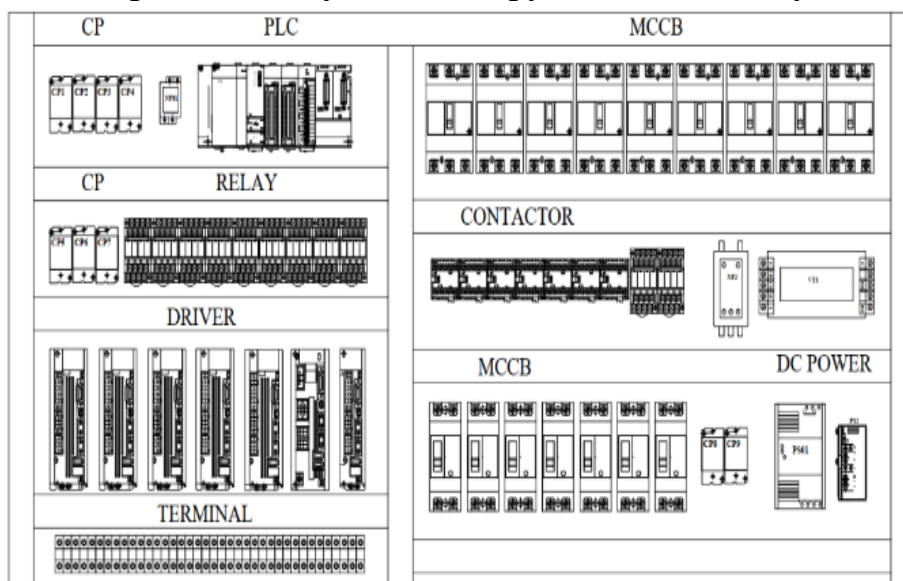 CP PLC MCCB
CP1 CP2 CP3 CP4
CP RELAY
CONTACTOR
CP5 CP6 CP7
NF2
DRIVER
MCCB DC POWER
CP8 CP9
PS01
TERMINAL